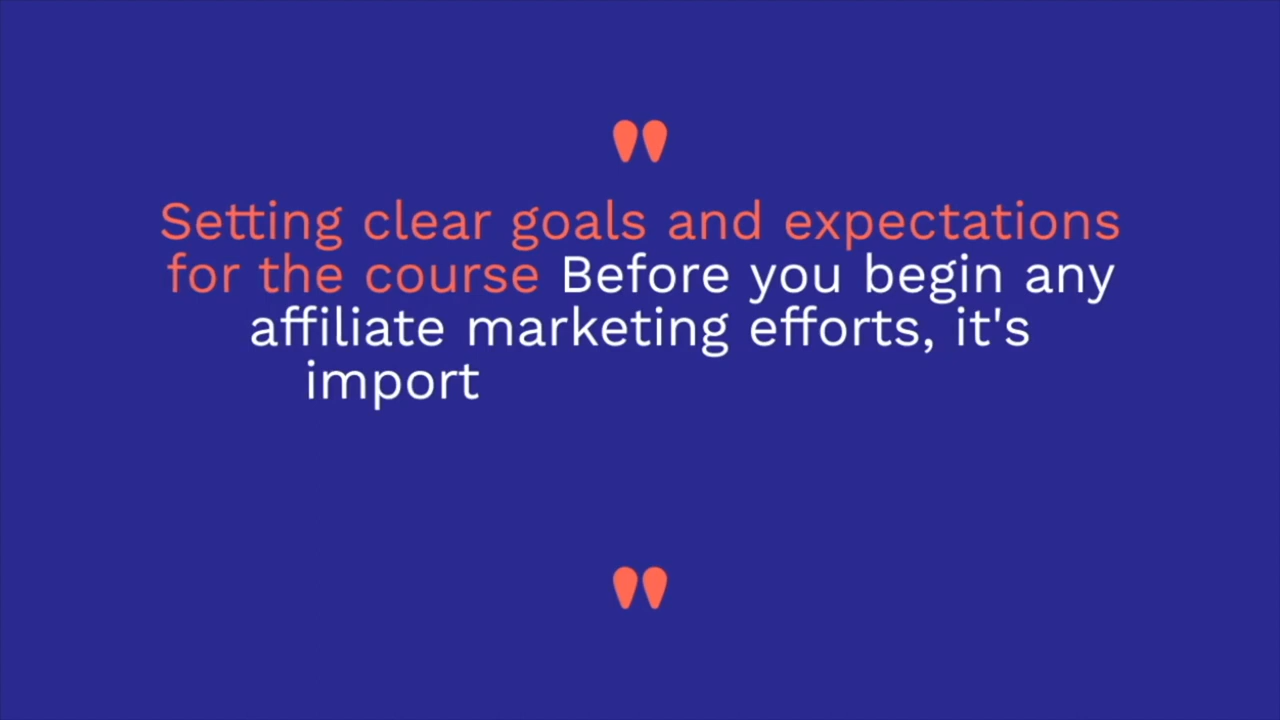 "
Setting clear goals and expectations
for the course Before you begin any
affiliate marketing efforts, it's
import
"